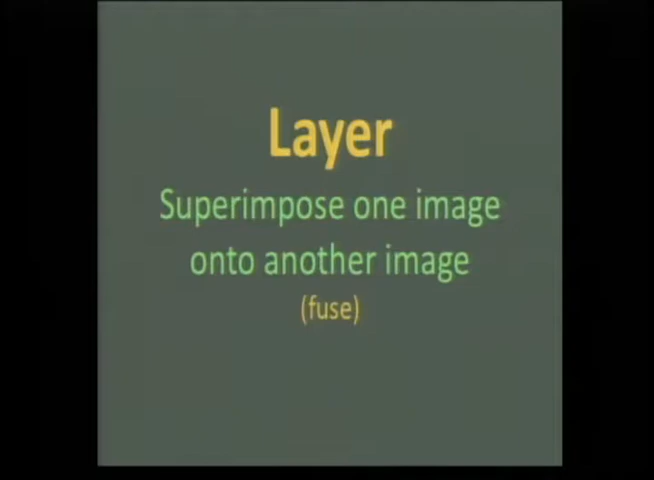 Layer
Superimpose one image
onto another image
(fuse)